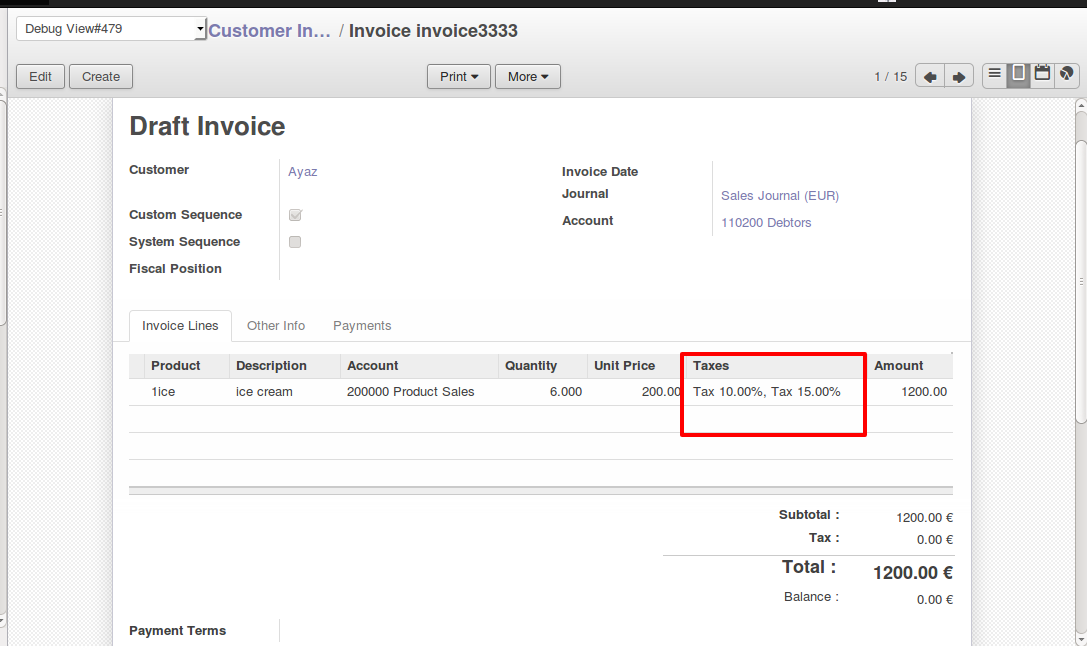 Debug View#479
Customer In... / Invoice invoice3333
Edit Create Print More 1 / 15
Draft Invoice
Customer Ayaz
Invoice Date
Journal Sales Journal (EUR)
Custom Sequence
Account 110200 Debtors
System Sequence
Fiscal Position
Invoice Lines Other Info Payments
Product Description Account Quantity Unit Price Taxes Amount
1ice ice cream 200000 Product Sales 6.000 200.00 Tax 10.00%, Tax 15.00% 1200.00
Subtotal : 1200.00 €
Tax : 0.00 €
Total : 1200.00 €
Balance : 0.00 €
Payment Terms